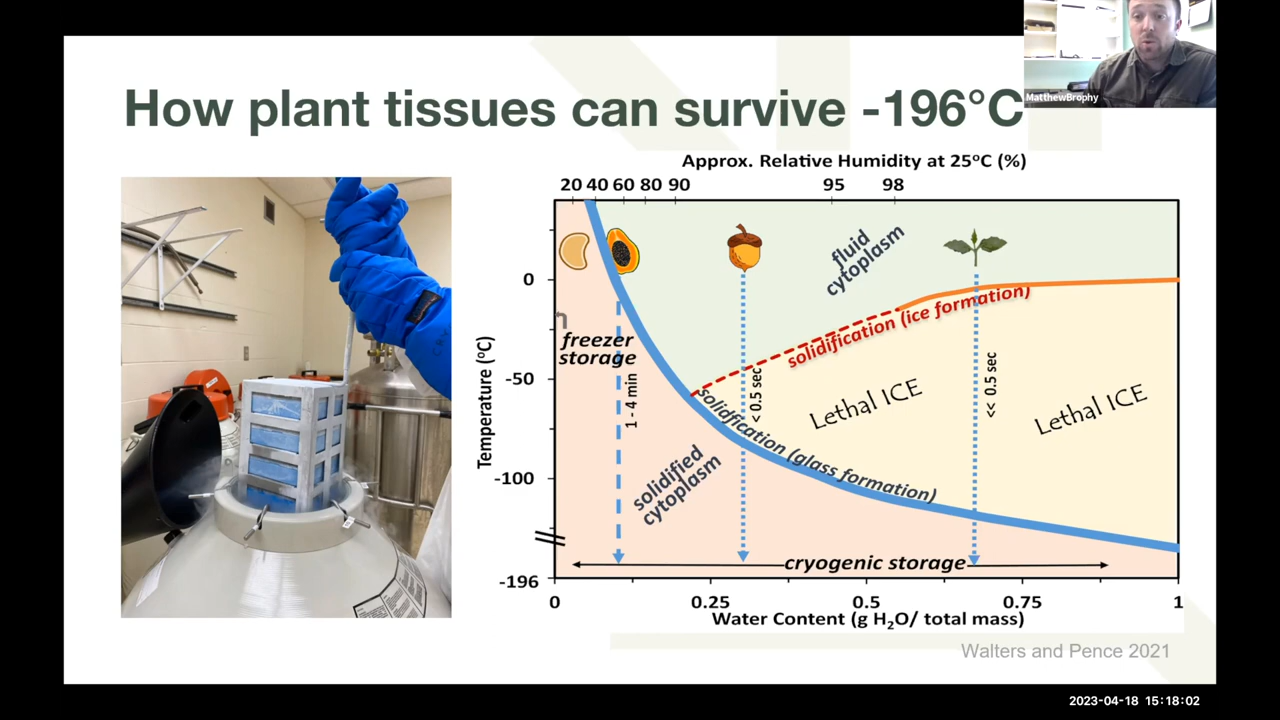 MatthewBrophy
How plant tissues can survive -196°C
Approx. Relative Humidity at 25°C (%)
20 40 60 80 90 95 98
Temperature (°C)
0
-50
-100
-196
fluid
cytoplasm
freezer
storage
1 - 4 min
< 0.5 sec
<< 0.5 sec
solidification (ice formation)
Lethal ICE
Lethal ICE
solidification (glass formation)
solidified
cytoplasm
cryogenic storage
0 0.25 0.5 0.75 1
Water Content (g H₂O/ total mass)
Walters and Pence 2021
2023-04-18 15:18:02